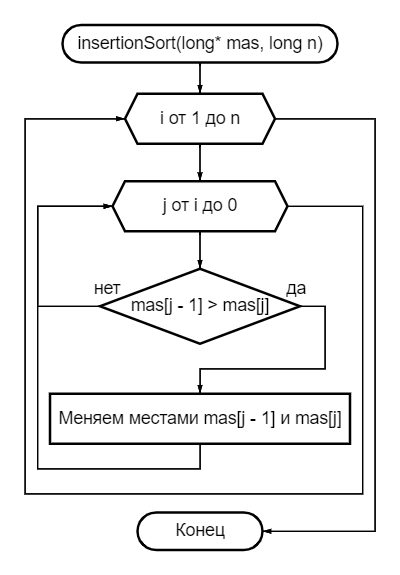 insertionSort(long* mas, long n)
i от 1 до n
j от i до 0
нет
да
mas[j - 1] > mas[j]
Меняем местами mas[j - 1] и mas[j]
Конец